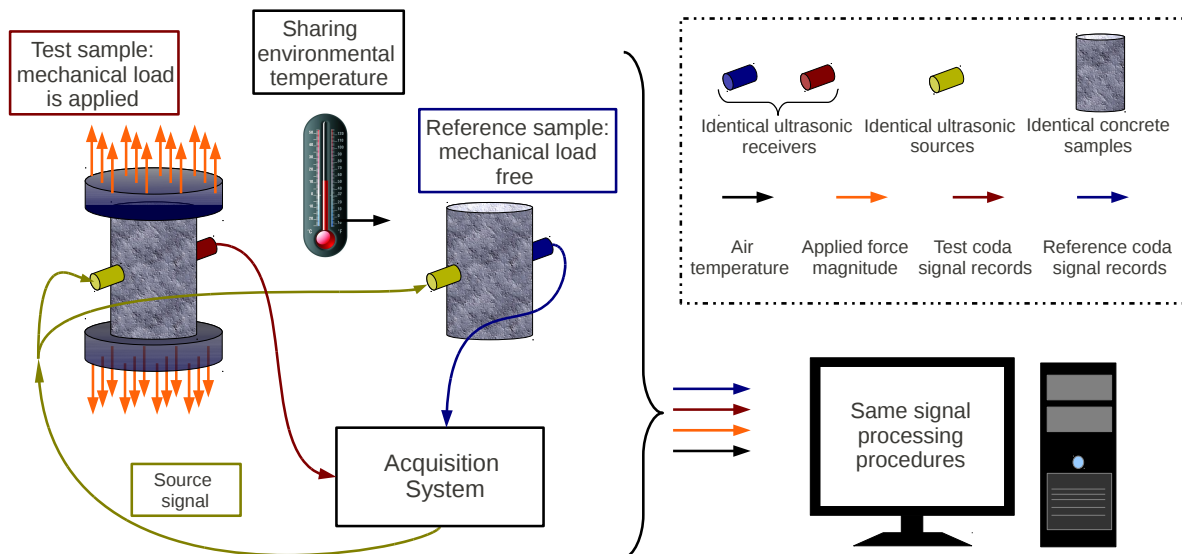 Test sample:
mechanical load
is applied
Sharing
environmental
temperature
Reference sample:
mechanical load
free
°C
°F
Source
signal
Acquisition
System
Identical ultrasonic
receivers
Identical ultrasonic
sources
Identical concrete
samples
Air
temperature
Applied force
magnitude
Test coda
signal records
Reference coda
signal records
Same signal
processing
procedures